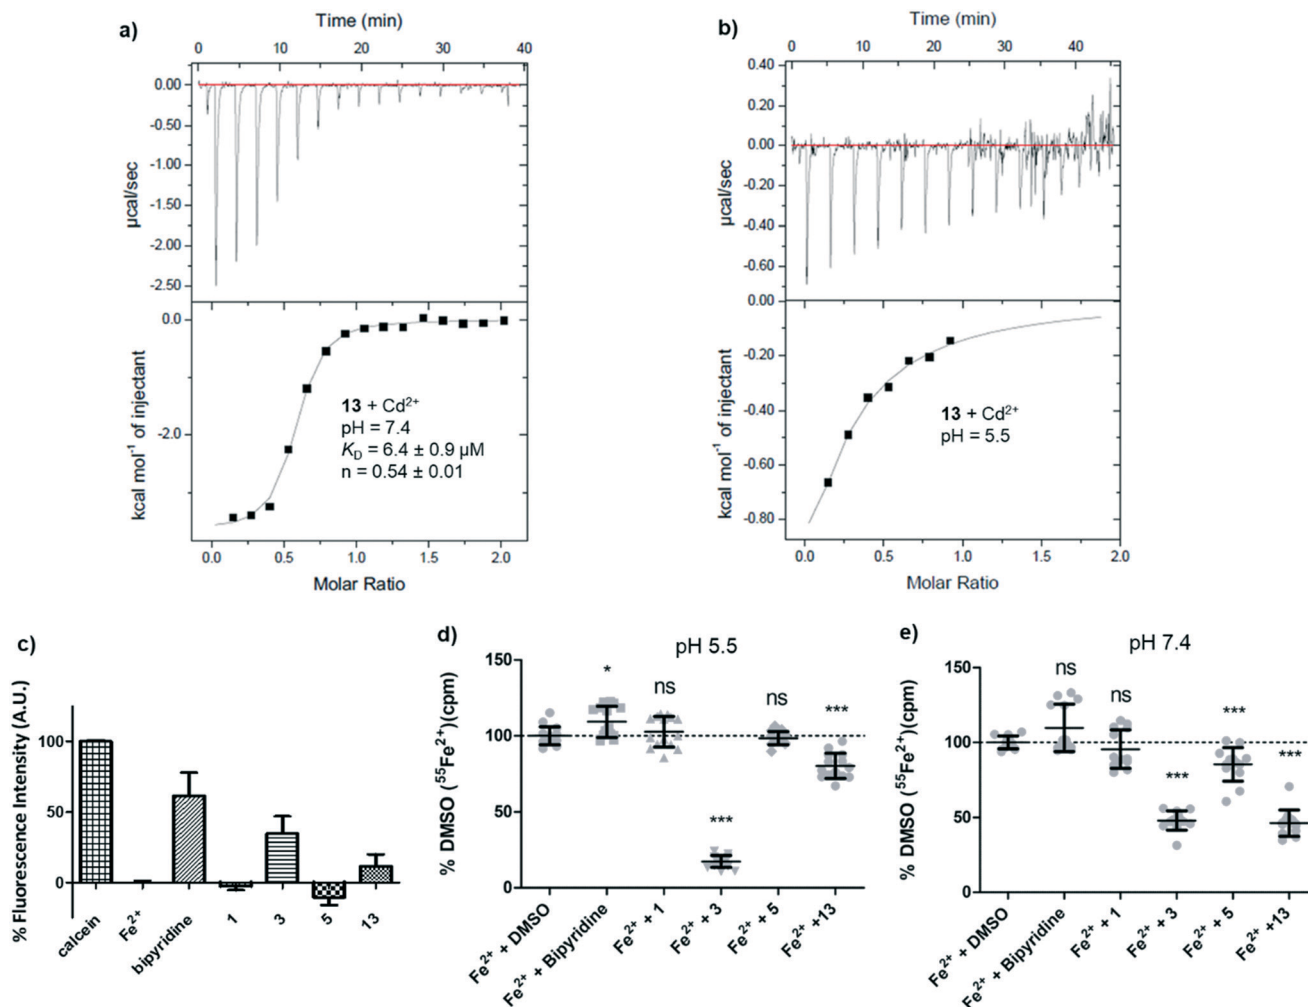 a)
Time (min)
0 10 20 30 40
0.00
-0.50
-1.00
-1.50
-2.00
-2.50
µcal/sec
0.0
-2.0
kcal mol⁻¹ of injectant
13 + Cd²⁺
pH = 7.4
K_D = 6.4 ± 0.9 µM
n = 0.54 ± 0.01
0.0 0.5 1.0 1.5 2.0
Molar Ratio
b)
Time (min)
0 10 20 30 40
0.40
0.20
0.00
-0.20
-0.40
-0.60
µcal/sec
0.00
-0.20
-0.40
-0.60
-0.80
kcal mol⁻¹ of injectant
13 + Cd²⁺
pH = 5.5
0.0 0.5 1.0 1.5 2.0
Molar Ratio
c)
% Fluorescence Intensity (A.U.)
100
50
0
calcein
Fe²⁺
bipyridine
1
3
5
13
d)
pH 5.5
% DMSO (⁵⁵Fe²⁺)(cpm)
150
100
50
0
*
ns
***
ns
***
Fe²⁺ + DMSO
Fe²⁺ + Bipyridine
Fe²⁺ + 1
Fe²⁺ + 3
Fe²⁺ + 5
Fe²⁺ +13
e)
pH 7.4
% DMSO (⁵⁵Fe²⁺)(cpm)
150
100
50
0
ns
ns
***
***
***
Fe²⁺ + DMSO
Fe²⁺ + Bipyridine
Fe²⁺ + 1
Fe²⁺ + 3
Fe²⁺ + 5
Fe²⁺ +13